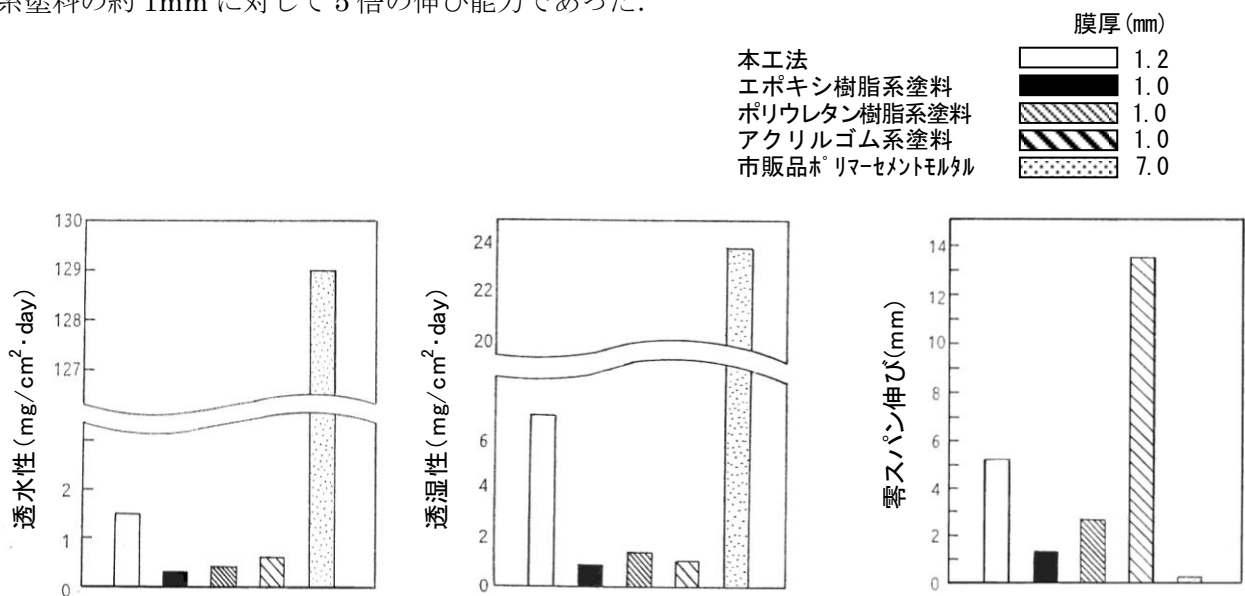 系塗料の約 1mm に対して 5 倍の伸び能力であった.
膜厚(mm)
本工法 1.2
エポキシ樹脂系塗料 1.0
ポリウレタン樹脂系塗料 1.0
アクリルゴム系塗料 1.0
市販品ﾎﾟﾘﾏｰｾﾒﾝﾄﾓﾙﾀﾙ 7.0
透水性(mg/cm²・day)
130
129
128
127
2
1
0
透湿性(mg/cm²・day)
24
22
20
6
4
2
0
零スパン伸び(mm)
14
12
10
8
6
4
2
0